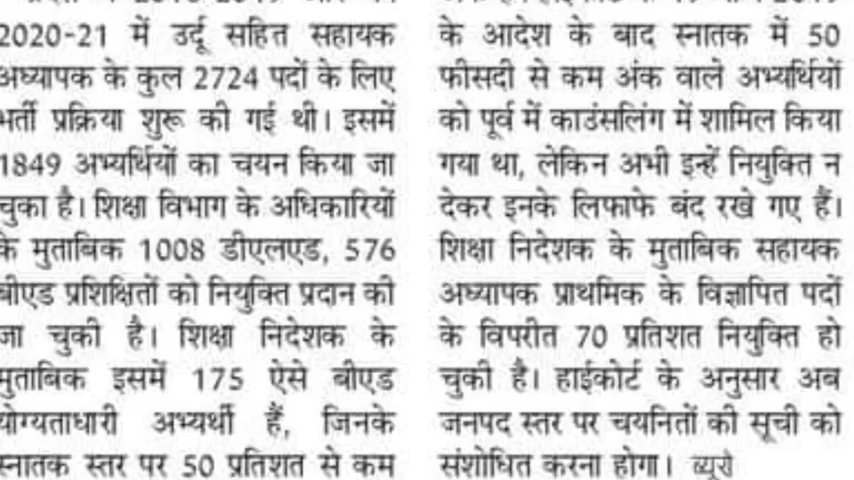 2020-21 में उर्दू सहित सहायक
अध्यापक के कुल 2724 पदों के लिए
भर्ती प्रक्रिया शुरू की गई थी। इसमें
1849 अभ्यर्थियों का चयन किया जा
चुका है। शिक्षा विभाग के अधिकारियों
के मुताबिक 1008 डीएलएड, 576
बीएड प्रशिक्षितों को नियुक्ति प्रदान की
जा चुकी है। शिक्षा निदेशक के
मुताबिक इसमें 175 ऐसे बीएड
योग्यताधारी अभ्यर्थी हैं, जिनके
स्नातक स्तर पर 50 प्रतिशत से कम
के आदेश के बाद स्नातक में 50
फीसदी से कम अंक वाले अभ्यर्थियों
को पूर्व में काउंसलिंग में शामिल किया
गया था, लेकिन अभी इन्हें नियुक्ति न
देकर इनके लिफाफे बंद रखे गए हैं।
शिक्षा निदेशक के मुताबिक सहायक
अध्यापक प्राथमिक के विज्ञापित पदों
के विपरीत 70 प्रतिशत नियुक्ति हो
चुकी है। हाईकोर्ट के अनुसार अब
जनपद स्तर पर चयनितों की सूची को
संशोधित करना होगा। ब्यूरो